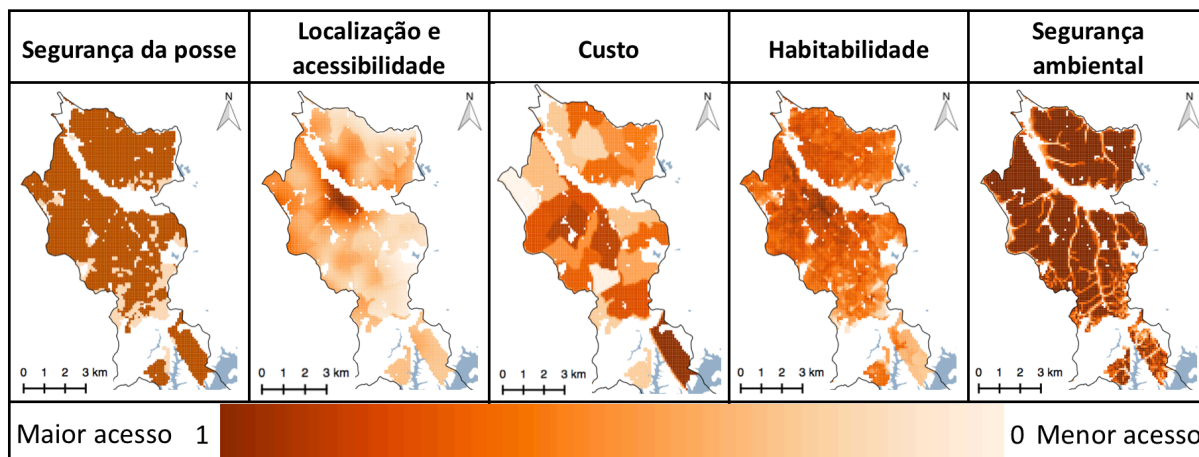 Segurança da posse
Localização e
acessibilidade
Custo
Habitabilidade
Segurança
ambiental
N
N
N
N
N
0 1 2 3 km
0 1 2 3 km
0 1 2 3 km
0 1 2 3 km
0 1 2 3 km
Maior acesso 1
0 Menor acesso